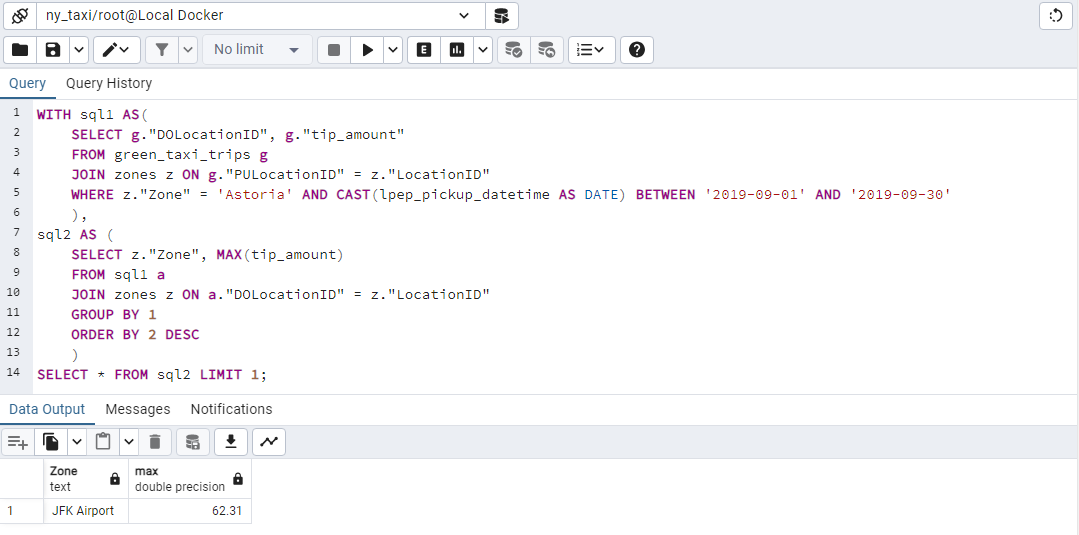 ny_taxi/root@Local Docker
No limit
E
Query Query History
1 WITH sql1 AS(
2 SELECT g."DOLocationID", g."tip_amount"
3 FROM green_taxi_trips g
4 JOIN zones z ON g."PULocationID" = z."LocationID"
5 WHERE z."Zone" = 'Astoria' AND CAST(lpep_pickup_datetime AS DATE) BETWEEN '2019-09-01' AND '2019-09-30'
6 ),
7 sql2 AS (
8 SELECT z."Zone", MAX(tip_amount)
9 FROM sql1 a
10 JOIN zones z ON a."DOLocationID" = z."LocationID"
11 GROUP BY 1
12 ORDER BY 2 DESC
13 )
14 SELECT * FROM sql2 LIMIT 1;
Data Output Messages Notifications
Zone max
text double precision
1 JFK Airport 62.31